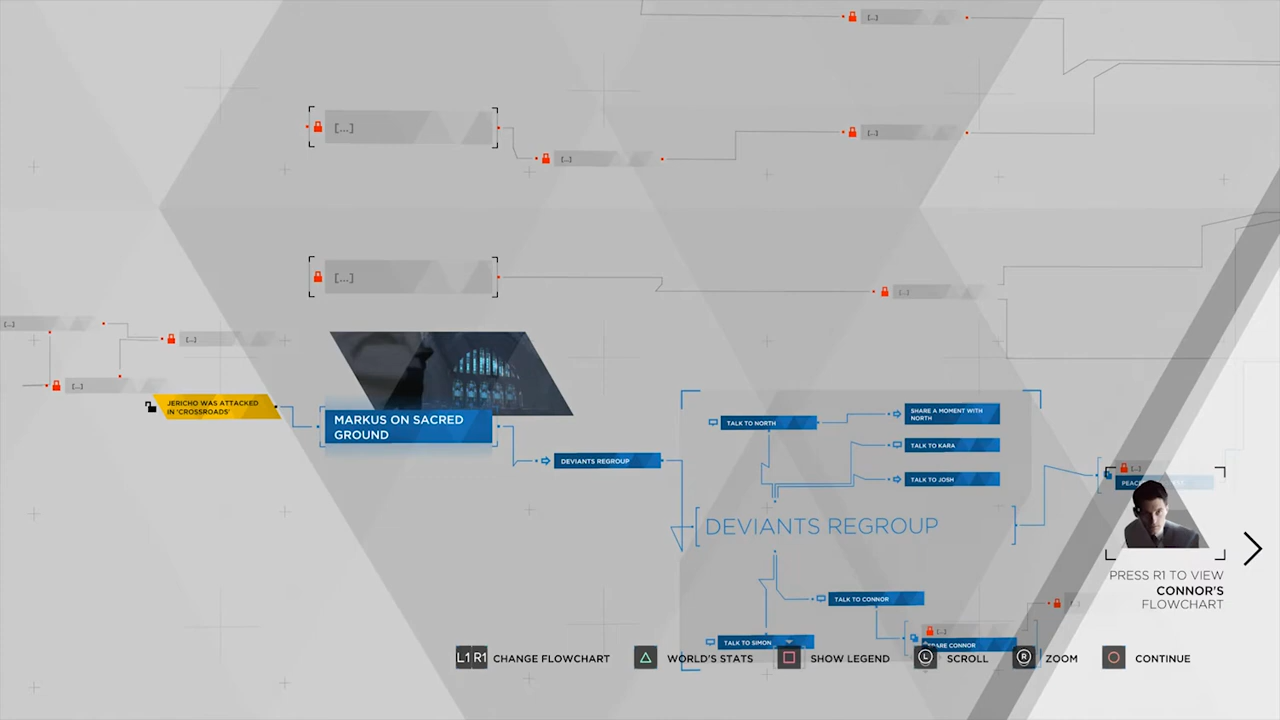 [...]
[...]
[...]
[...]
[...]
[...]
[...]
[...]
[...]
JERICHO WAS ATTACKED
IN 'CROSSROADS'
MARKUS ON SACRED
GROUND
DEVIANTS REGROUP
TALK TO NORTH
SHARE A MOMENT WITH
NORTH
TALK TO KARA
TALK TO JOSH
DEVIANTS REGROUP
[...]
TALK TO CONNOR
TALK TO SIMON
[...]
CONNOR
PRESS R1 TO VIEW
CONNOR'S
FLOWCHART
L1 R1 CHANGE FLOWCHART
WORLD'S STATS
SHOW LEGEND
L SCROLL
R ZOOM
CONTINUE